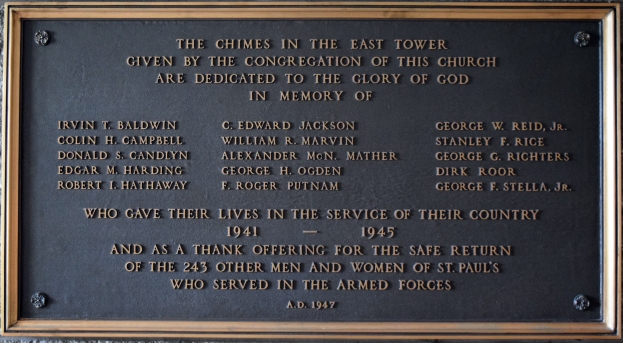 THE CHIMES IN THE EAST TOWER
GIVEN BY THE CONGREGATION OF THIS CHURCH
ARE DEDICATED TO THE GLORY OF GOD
IN MEMORY OF
IRVIN T. BALDWIN
COLIN H. CAMPBELL
DONALD S. CANDLYN
EDGAR M. HARDING
ROBERT I. HATHAWAY
C. EDWARD JACKSON
WILLIAM R. MARVIN
ALEXANDER McN. MATHER
GEORGE H. OGDEN
F. ROGER PUTNAM
GEORGE W. REID, JR.
STANLEY F. RICE
GEORGE G. RICHTERS
DIRK ROOR
GEORGE F. STELLA, JR.
WHO GAVE THEIR LIVES IN THE SERVICE OF THEIR COUNTRY
1941 — 1945
AND AS A THANK OFFERING FOR THE SAFE RETURN
OF THE 243 OTHER MEN AND WOMEN OF ST. PAUL'S
WHO SERVED IN THE ARMED FORCES
A.D. 1947